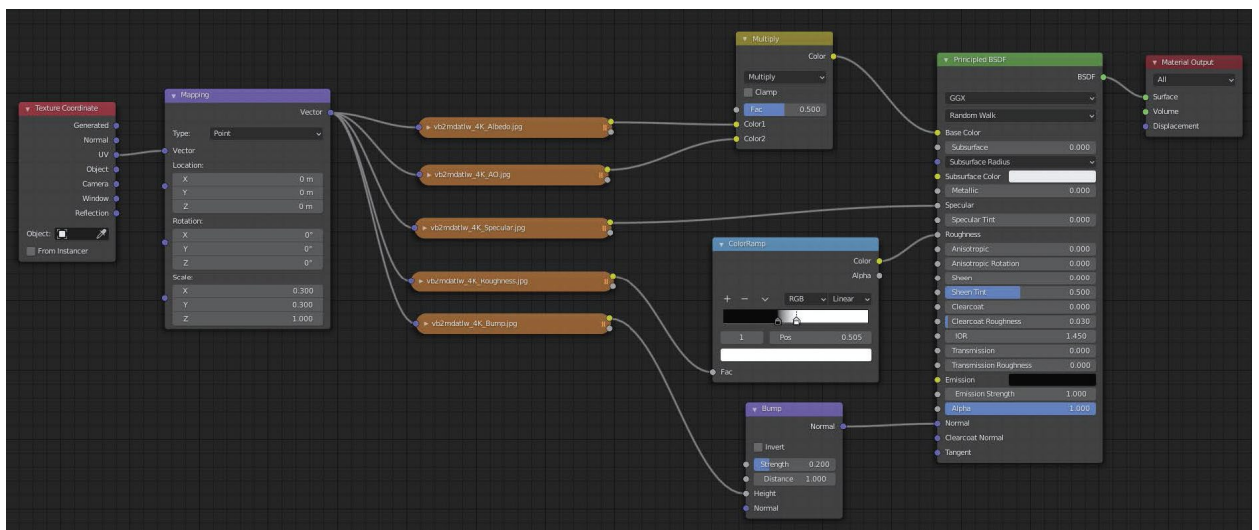 Texture Coordinate
Generated
Normal
UV
Object
Camera
Window
Reflection
Object:
From Instancer
Mapping
Vector
Type: Point
Vector
Location:
X 0 m
Y 0 m
Z 0 m
Rotation:
X 0°
Y 0°
Z 0°
Scale:
X 0.300
Y 0.300
Z 1.000
vb2mdatlw_4K_Albedo.jpg
vb2mdatlw_4K_AO.jpg
vb2mdatlw_4K_Specular.jpg
vb2mdatlw_4K_Roughness.jpg
vb2mdatlw_4K_Bump.jpg
Multiply
Color
Multiply
Clamp
Fac 0.500
Color1
Color2
ColorRamp
Color
Alpha
RGB Linear
1 Pos 0.505
Fac
Bump
Normal
Invert
Strength 0.200
Distance 1.000
Height
Normal
Principled BSDF
BSDF
GGX
Random Walk
Base Color
Subsurface 0.000
Subsurface Radius
Subsurface Color
Metallic 0.000
Specular
Specular Tint 0.000
Roughness
Anisotropic 0.000
Anisotropic Rotation 0.000
Sheen 0.000
Sheen Tint 0.500
Clearcoat 0.000
Clearcoat Roughness 0.030
IOR 1.450
Transmission 0.000
Transmission Roughness 0.000
Emission
Emission Strength 1.000
Alpha 1.000
Normal
Clearcoat Normal
Tangent
Material Output
All
Surface
Volume
Displacement